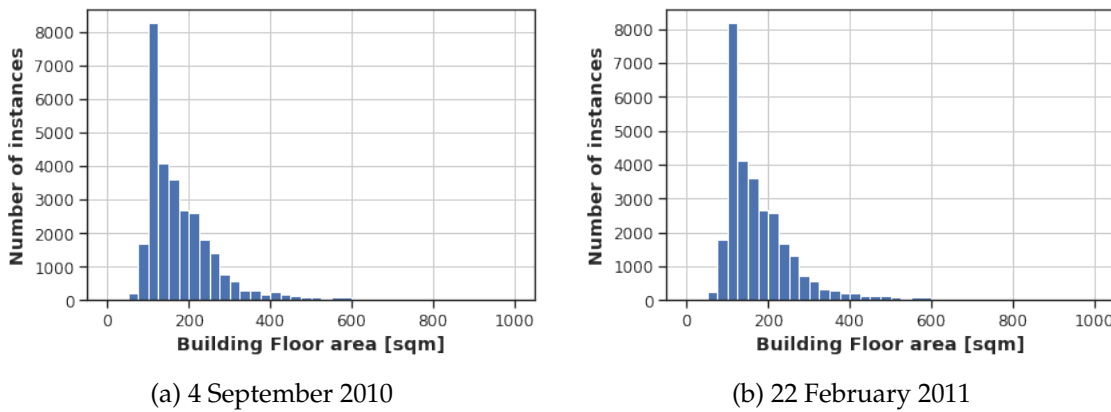 8000
7000
6000
5000
4000
3000
2000
1000
0
Number of instances
0 200 400 600 800 1000
Building Floor area [sqm]
(a) 4 September 2010
8000
7000
6000
5000
4000
3000
2000
1000
0
Number of instances
0 200 400 600 800 1000
Building Floor area [sqm]
(b) 22 February 2011